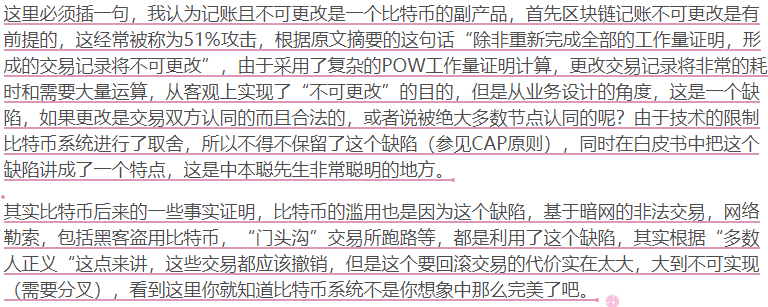 这里必须插一句，我认为记账且不可更改是一个比特币的副产品，首先区块链记账不可更改是有
前提的，这经常被称为51%攻击，根据原文摘要的这句话“除非重新完成全部的工作量证明，形
成的交易记录将不可更改”，由于采用了复杂的POW工作量证明计算，更改交易记录将非常的耗
时和需要大量运算，从客观上实现了“不可更改”的目的，但是从业务设计的角度，这是一个缺
陷，如果更改是交易双方认同的而且合法的，或者说被绝大多数节点认同的呢？由于技术的限制
比特币系统进行了取舍，所以不得不保留了这个缺陷（参见CAP原则），同时在白皮书中把这个
缺陷讲成了一个特点，这是中本聪先生非常聪明的地方。
其实比特币后来的一些事实证明，比特币的滥用也是因为这个缺陷，基于暗网的非法交易，网络
勒索，包括黑客盗用比特币，“门头沟”交易所跑路等，都是利用了这个缺陷，其实根据“多数
人正义“这点来讲，这些交易都应该撤销，但是这个要回滚交易的代价实在太大，大到不可实现
（需要分叉），看到这里你就知道比特币系统不是你想象中那么完美了吧。